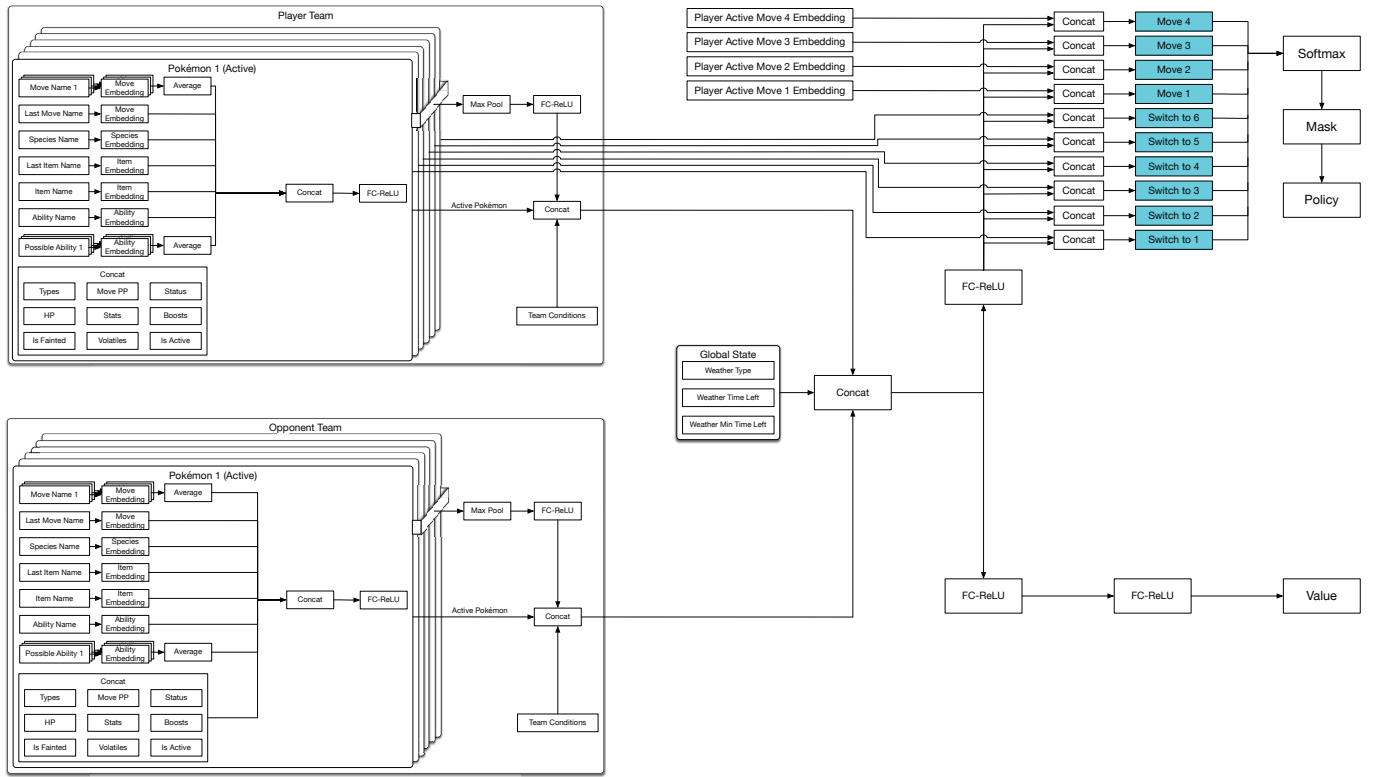 Player Team
Pokémon 1 (Active)
Move Name 1
Move
Embedding
Average
Last Move Name
Move
Embedding
Species Name
Species
Embedding
Last Item Name
Item
Embedding
Item Name
Item
Embedding
Ability Name
Ability
Embedding
Possible Ability 1
Ability
Embedding
Average
Concat
FC-ReLU
Concat
Types
Move PP
Status
HP
Stats
Boosts
Is Fainted
Volatiles
Is Active
Max Pool
FC-ReLU
Active Pokémon
Concat
Team Conditions
Opponent Team
Pokémon 1 (Active)
Move Name 1
Move
Embedding
Average
Last Move Name
Move
Embedding
Species Name
Species
Embedding
Last Item Name
Item
Embedding
Item Name
Item
Embedding
Ability Name
Ability
Embedding
Possible Ability 1
Ability
Embedding
Average
Concat
FC-ReLU
Concat
Types
Move PP
Status
HP
Stats
Boosts
Is Fainted
Volatiles
Is Active
Max Pool
FC-ReLU
Active Pokémon
Concat
Team Conditions
Global State
Weather Type
Weather Time Left
Weather Min Time Left
Concat
Player Active Move 4 Embedding
Player Active Move 3 Embedding
Player Active Move 2 Embedding
Player Active Move 1 Embedding
Concat
Move 4
Concat
Move 3
Concat
Move 2
Concat
Move 1
Concat
Switch to 6
Concat
Switch to 5
Concat
Switch to 4
Concat
Switch to 3
Concat
Switch to 2
Concat
Switch to 1
Softmax
Mask
Policy
FC-ReLU
FC-ReLU
FC-ReLU
Value